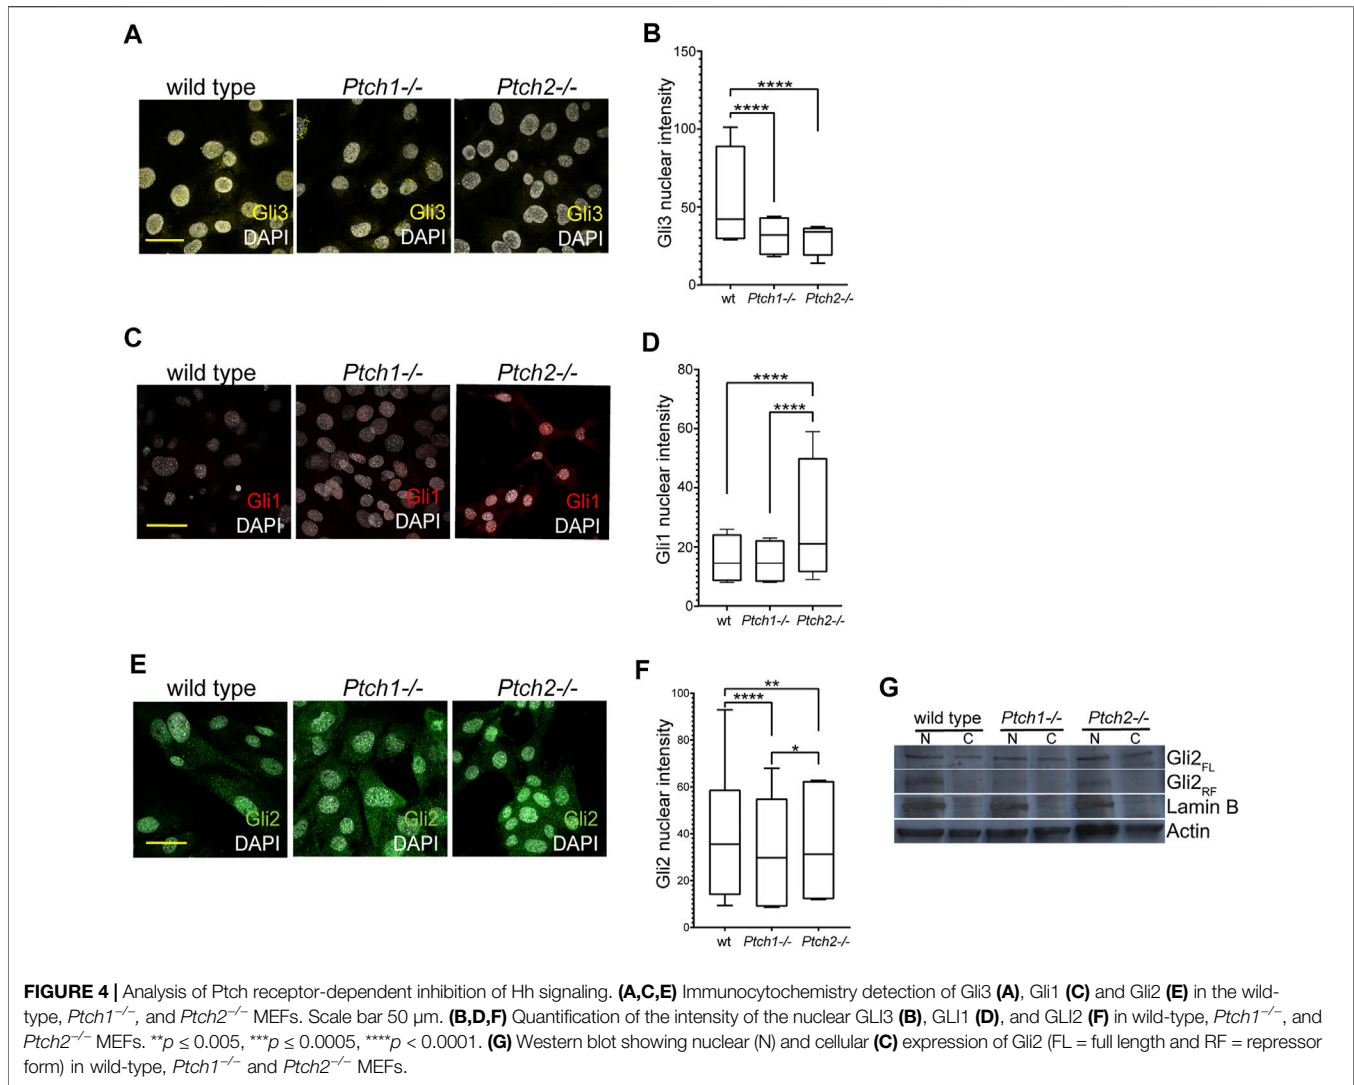 A
wild type Ptch1-/- Ptch2-/-
Gli3 Gli3 Gli3
DAPI DAPI DAPI
B
Gli3 nuclear intensity
150
100
50
0
****
****
wt Ptch1-/- Ptch2-/-
C
wild type Ptch1-/- Ptch2-/-
Gli1 Gli1 Gli1
DAPI DAPI DAPI
D
Gli1 nuclear intensity
80
60
40
20
0
****
****
wt Ptch1-/- Ptch2-/-
E
wild type Ptch1-/- Ptch2-/-
Gli2 Gli2 Gli2
DAPI DAPI DAPI
F
Gli2 nuclear intensity
100
80
60
40
20
0
**
****
*
wt Ptch1-/- Ptch2-/-
G
wild type Ptch1-/- Ptch2-/-
N C N C N C
Gli2FL
Gli2RF
Lamin B
Actin
FIGURE 4 | Analysis of Ptch receptor-dependent inhibition of Hh signaling. (A,C,E) Immunocytochemistry detection of Gli3 (A), Gli1 (C) and Gli2 (E) in the wild-
type, Ptch1−/−, and Ptch2−/− MEFs. Scale bar 50 μm. (B,D,F) Quantification of the intensity of the nuclear GLI3 (B), GLI1 (D), and GLI2 (F) in wild-type, Ptch1−/−, and
Ptch2−/− MEFs. **p ≤ 0.005, ***p ≤ 0.0005, ****p < 0.0001. (G) Western blot showing nuclear (N) and cellular (C) expression of Gli2 (FL = full length and RF = repressor
form) in wild-type, Ptch1−/− and Ptch2−/− MEFs.